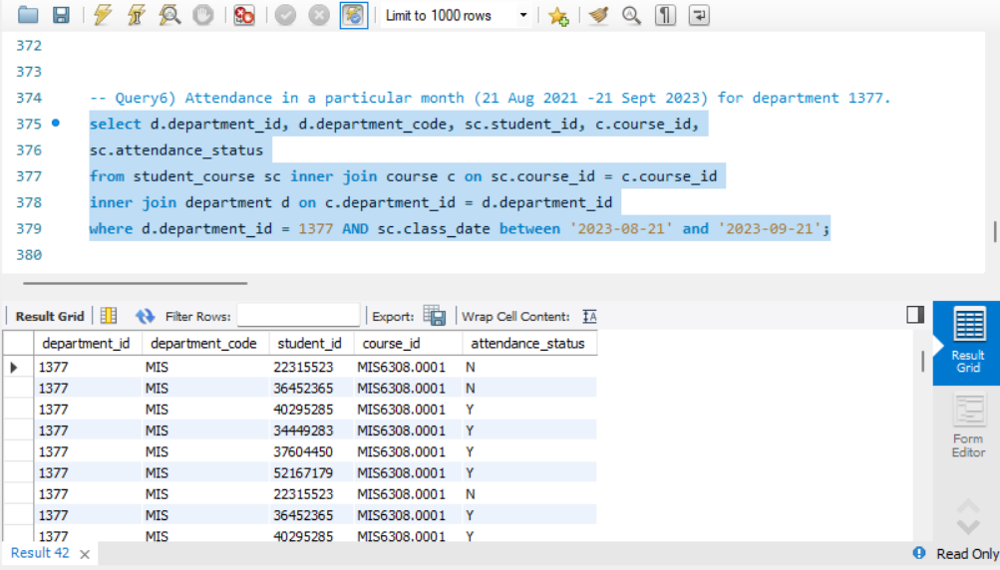 Limit to 1000 rows
372
373
374 -- Query6) Attendance in a particular month (21 Aug 2021 -21 Sept 2023) for department 1377.
375 select d.department_id, d.department_code, sc.student_id, c.course_id,
376 sc.attendance_status
377 from student_course sc inner join course c on sc.course_id = c.course_id
378 inner join department d on c.department_id = d.department_id
379 where d.department_id = 1377 AND sc.class_date between '2023-08-21' and '2023-09-21';
380
Result Grid Filter Rows: Export: Wrap Cell Content: IA
department_id department_code student_id course_id attendance_status
1377 MIS 22315523 MIS6308.0001 N
1377 MIS 36452365 MIS6308.0001 N
1377 MIS 40295285 MIS6308.0001 Y
1377 MIS 34449283 MIS6308.0001 Y
1377 MIS 37604450 MIS6308.0001 Y
1377 MIS 52167179 MIS6308.0001 Y
1377 MIS 22315523 MIS6308.0001 N
1377 MIS 36452365 MIS6308.0001 Y
1377 MIS 40295285 MIS6308.0001 Y
Result
Grid
Form
Editor
Result 42
Read Only